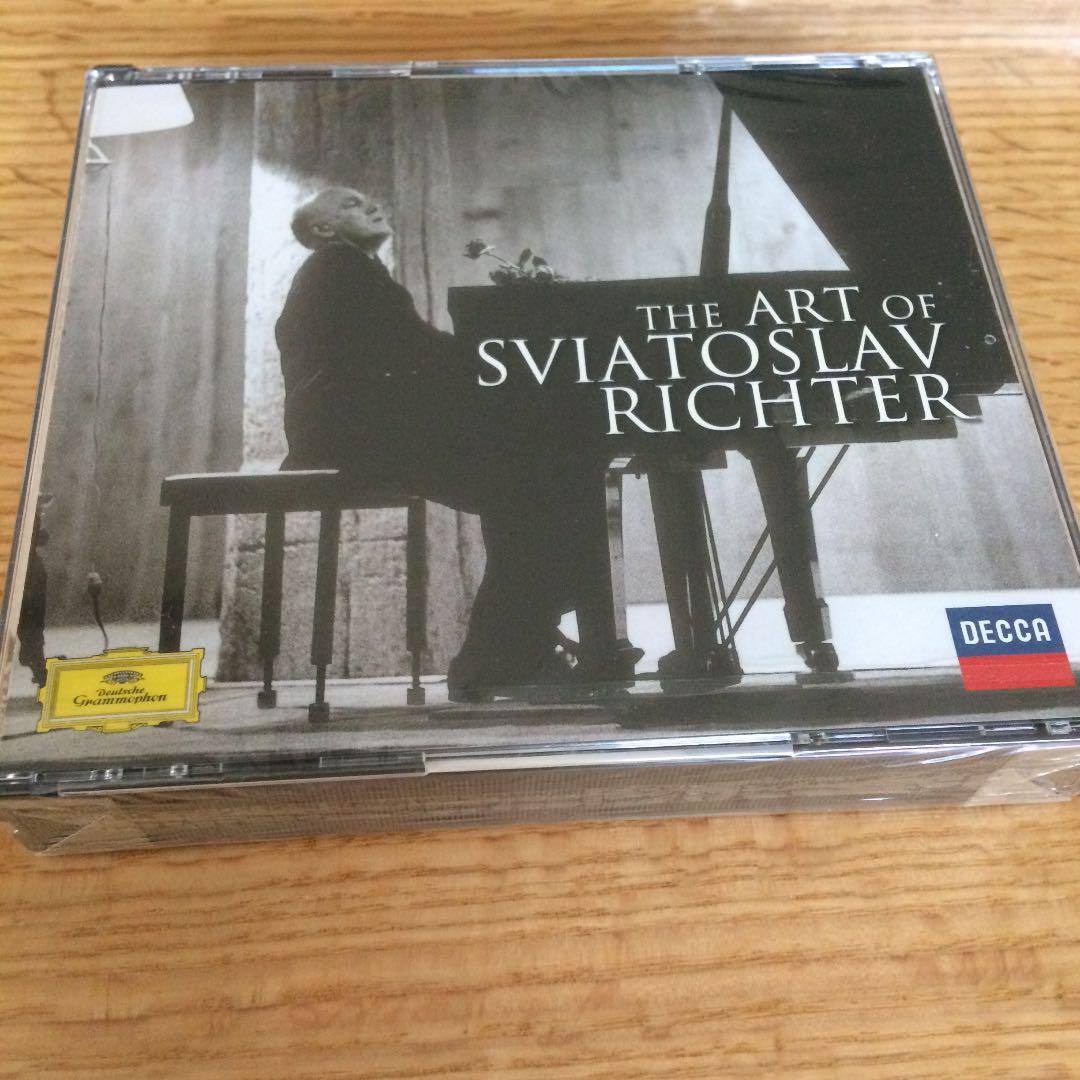 THE ART OF
SVIATOSLAV
RICHTER
DECCA
Deutsche
Grammophon